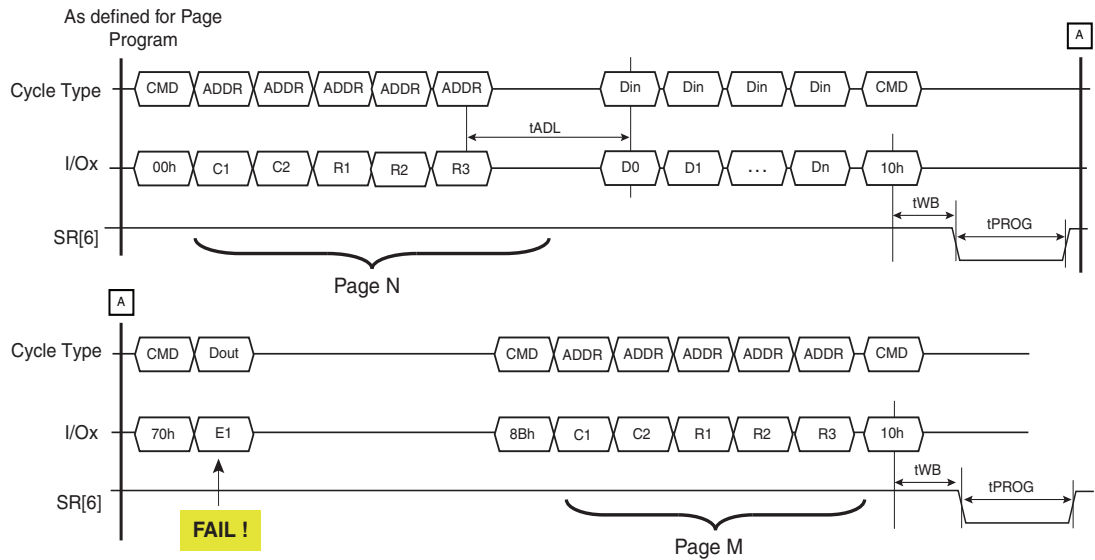 As defined for Page
Program
A
Cycle Type CMD ADDR ADDR ADDR ADDR ADDR Din Din Din Din CMD
tADL
I/Ox 00h C1 C2 R1 R2 R3 D0 D1 ... Dn 10h
tWB
tPROG
SR[6]
Page N
A
Cycle Type CMD Dout CMD ADDR ADDR ADDR ADDR ADDR CMD
I/Ox 70h E1 8Bh C1 C2 R1 R2 R3 10h
tWB
tPROG
SR[6]
FAIL !
Page M